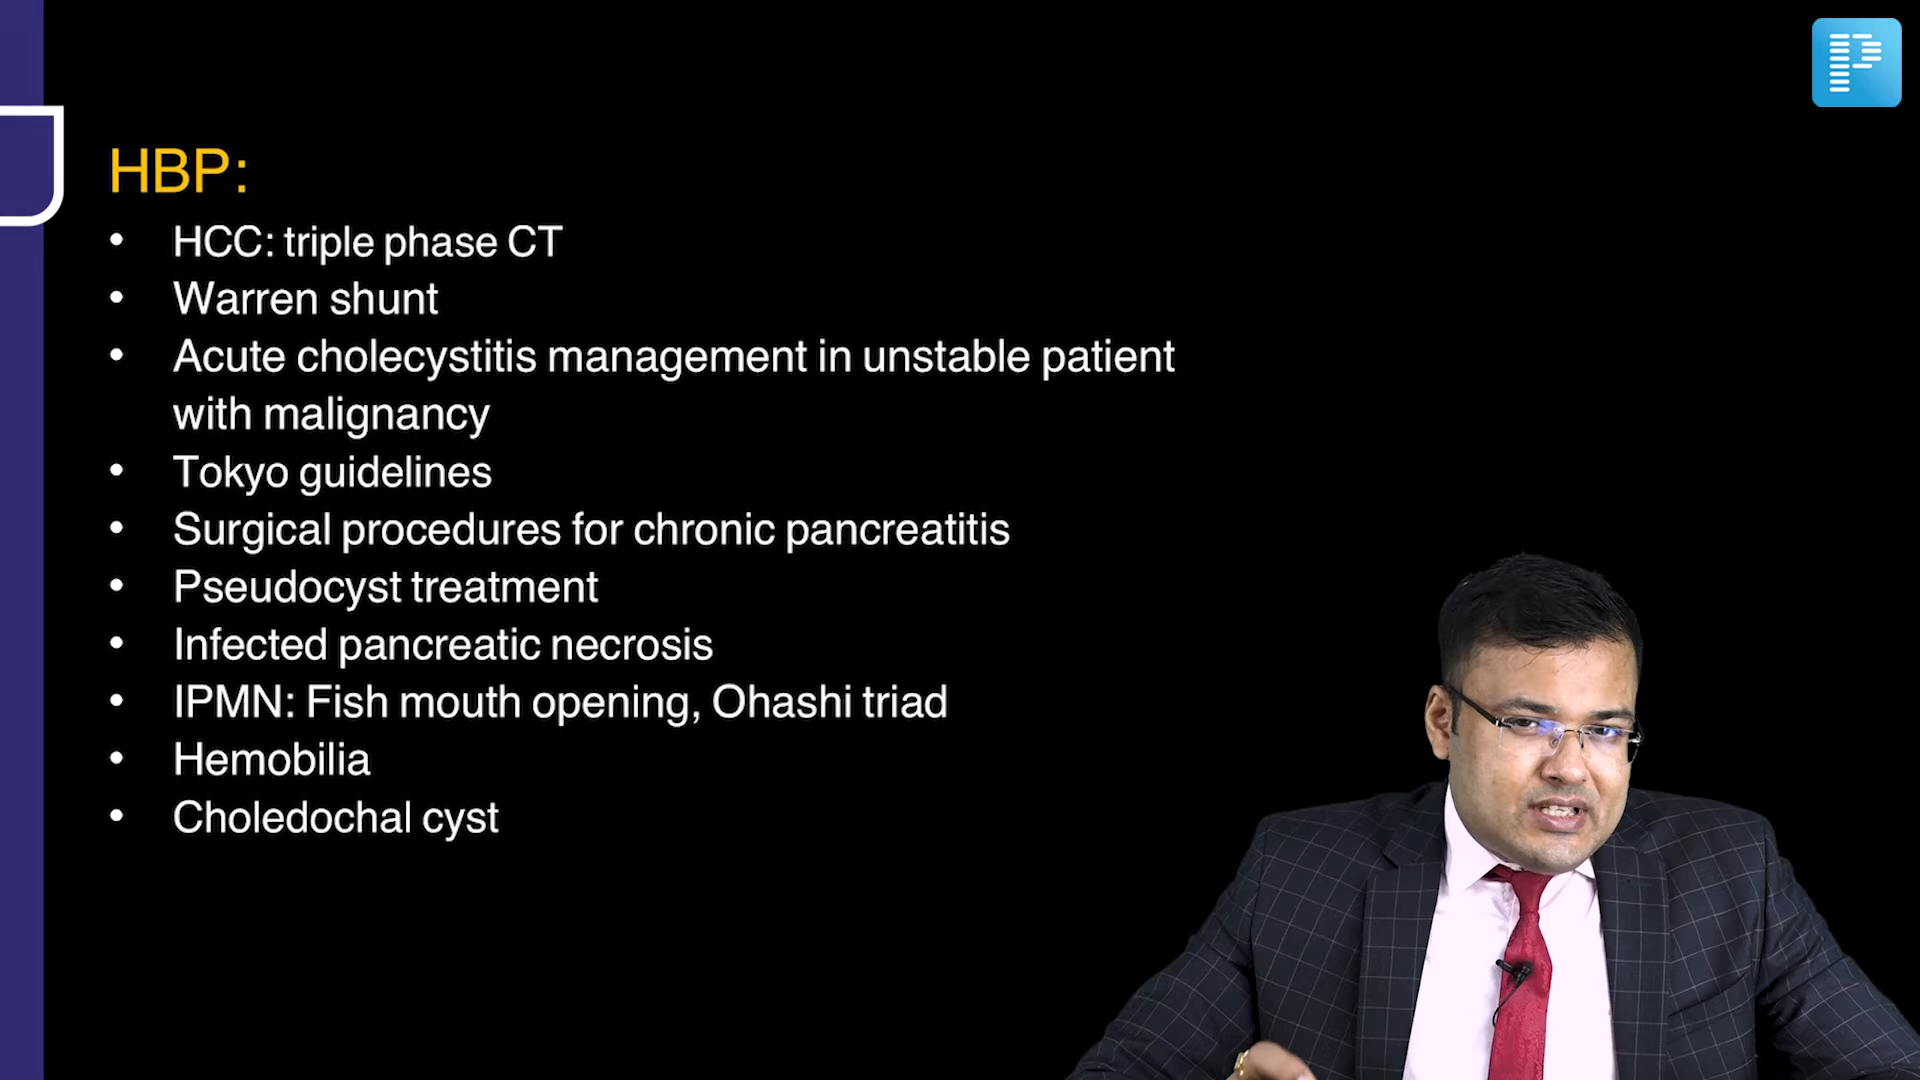 HBP:
• HCC: triple phase CT
• Warren shunt
• Acute cholecystitis management in unstable patient
with malignancy
• Tokyo guidelines
• Surgical procedures for chronic pancreatitis
• Pseudocyst treatment
• Infected pancreatic necrosis
• IPMN: Fish mouth opening, Ohashi triad
• Hemobilia
• Choledochal cyst
P